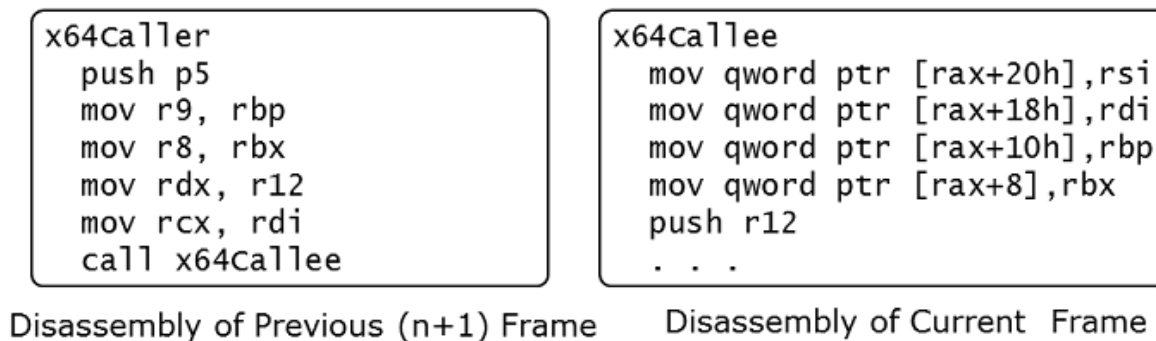 x64Caller
push p5
mov r9, rbp
mov r8, rbx
mov rdx, r12
mov rcx, rdi
call x64Callee
Disassembly of Previous (n+1) Frame
x64Callee
mov qword ptr [rax+20h],rsi
mov qword ptr [rax+18h],rdi
mov qword ptr [rax+10h],rbp
mov qword ptr [rax+8],rbx
push r12
. . .
Disassembly of Current Frame